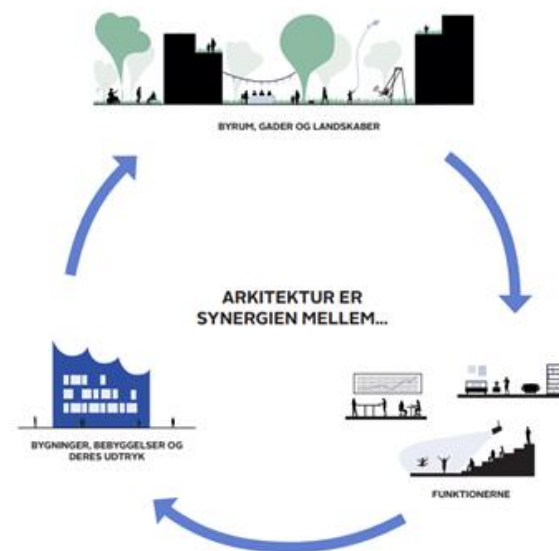 BYRUM, GADER OG LANDSKABER
ARKITEKTUR ER
SYNERGIEN MELLEM...
BYGNINGER, BEBYGGELSER OG
DERES UDTRYK
FUNKTIONERNE